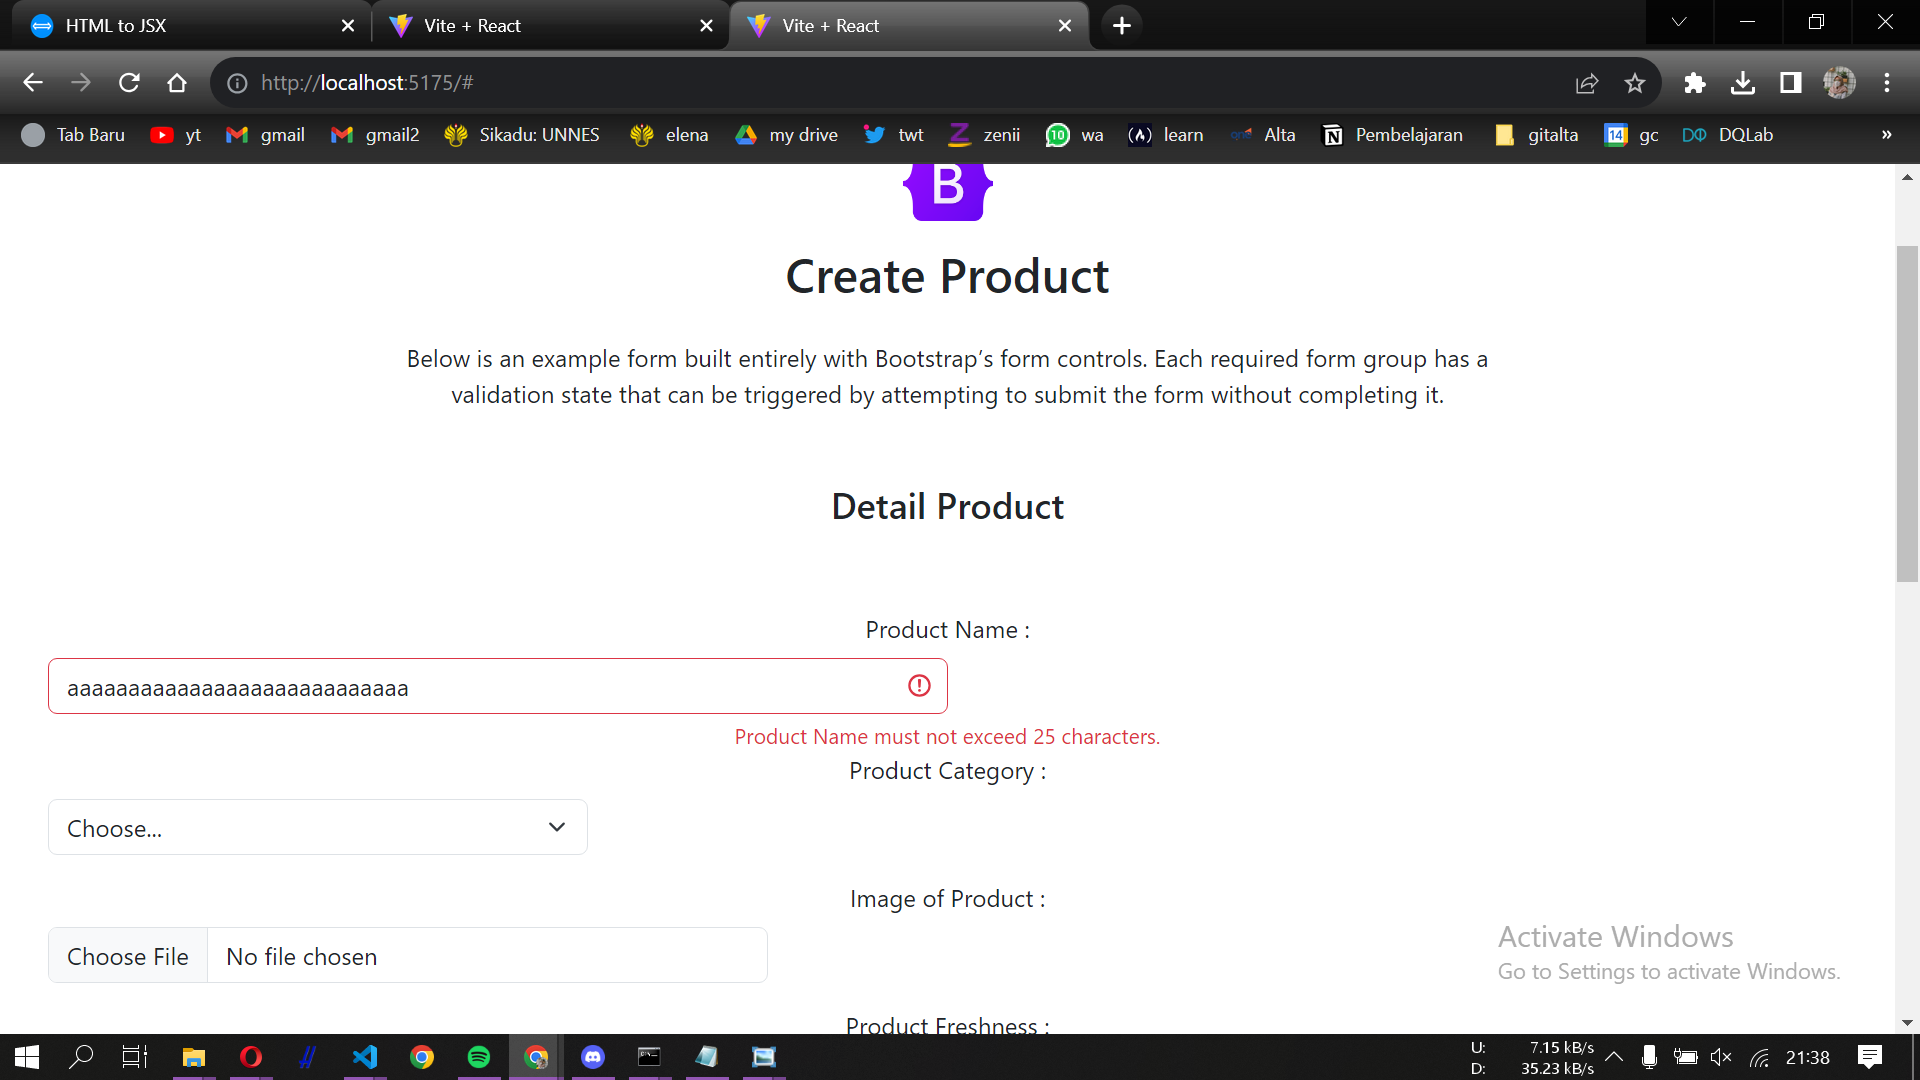 HTML to JSX
Vite + React
Vite + React
http://localhost:5175/#
Tab Baru
yt
gmail
gmail2
Sikadu: UNNES
elena
my drive
twt
zenii
10
wa
learn
Alta
Pembelajaran
gitalta
14
gc
DQLab
»
B
Create Product
Below is an example form built entirely with Bootstrap’s form controls. Each required form group has a
validation state that can be triggered by attempting to submit the form without completing it.
Detail Product
Product Name :
aaaaaaaaaaaaaaaaaaaaaaaaaaaa
Product Name must not exceed 25 characters.
Product Category :
Choose...
Image of Product :
Choose File
No file chosen
Product Freshness :
Activate Windows
Go to Settings to activate Windows.
U: 7.15 kB/s
D: 35.23 kB/s
21:38